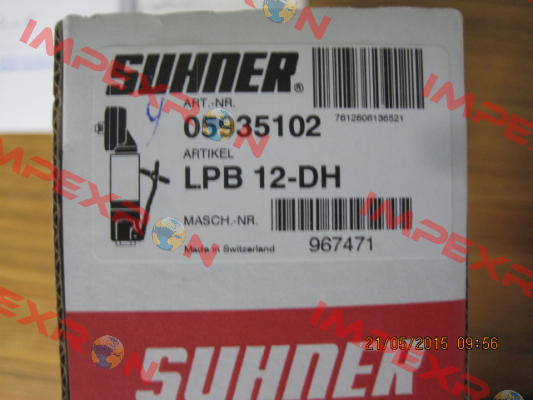 SUHNER®
ART.-NR.
05935102
7612606136521
ARTIKEL
LPB 12-DH
MASCH.-NR.
Made in Switzerland
967471
21/05/2015 09:56
SUHNER
IMPEXRON